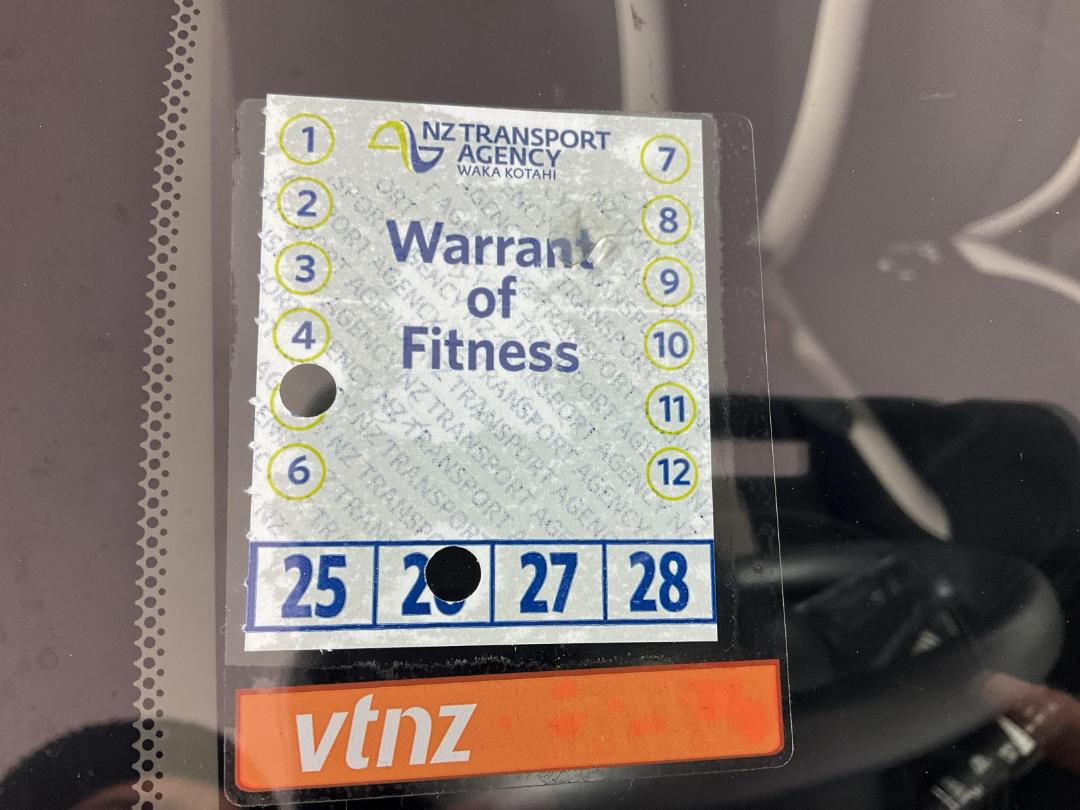 1
NZ TRANSPORT
AGENCY
WAKA KOTAHI
7
2
8
Warrant
of
Fitness
3
9
4
10
11
6
12
25
27
28
vtnz